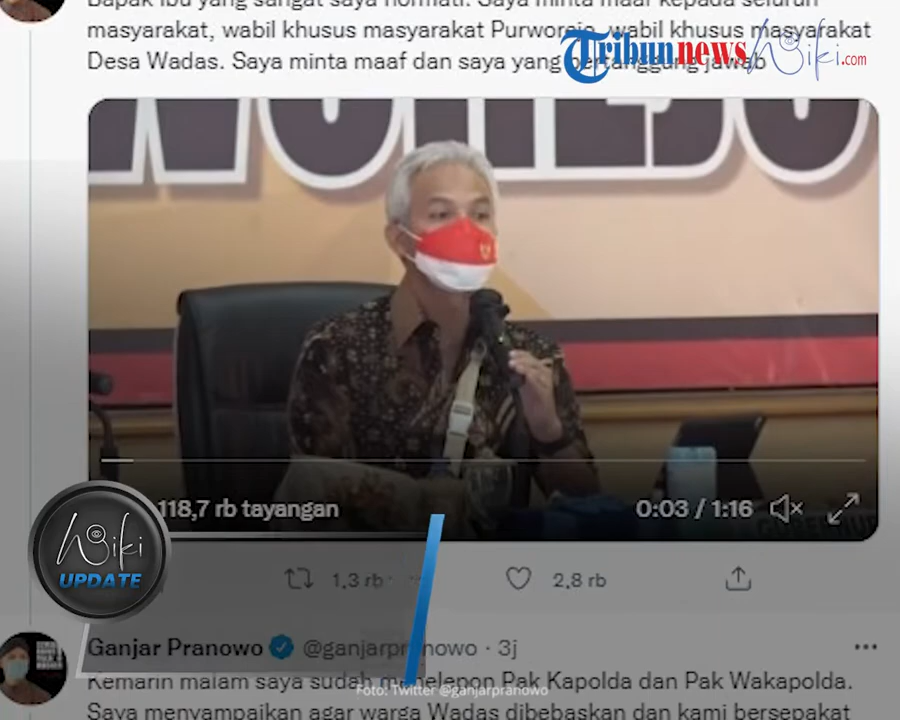 Bapak Ibu yang sangat saya hormati. Saya minta maaf kepada seluruh
masyarakat, wabil khusus masyarakat Purworejo, wabil khusus masyarakat
Desa Wadas. Saya minta maaf dan saya yang bertanggung jawab
Tribunnews Wiki.com
118,7 rb tayangan
0:03 / 1:16
Wiki
UPDATE
1.3 rb
2.8 rb
Ganjar Pranowo @ganjarpranowo · 3j
Kemarin malam saya sudah menelepon Pak Kapolda dan Pak Wakapolda.
Foto: Twitter @ganjarpranowo
Saya menyampaikan agar warga Wadas dibebaskan dan kami bersepakat